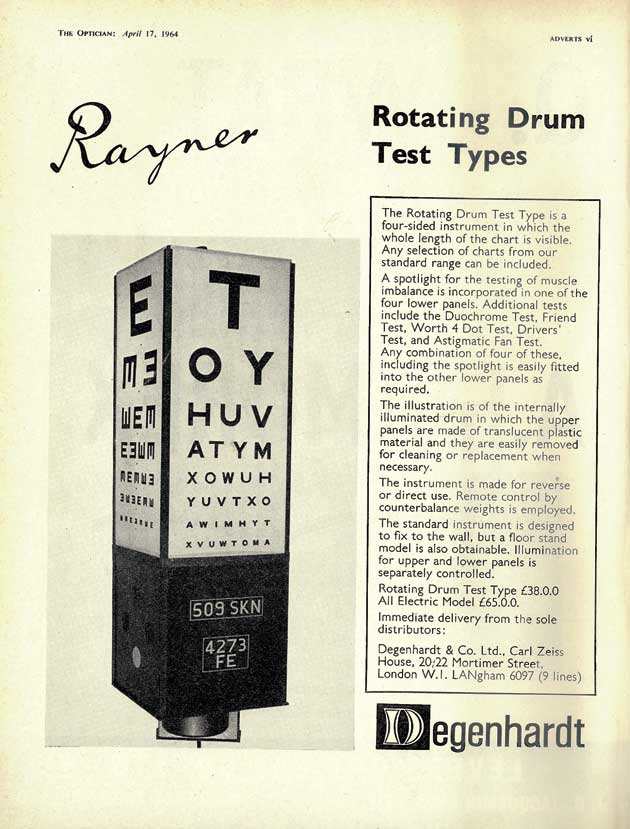 THE OPTICIAN: April 17, 1964
ADVERTS vi
Rayner
Rotating Drum
Test Types
The Rotating Drum Test Type is a
four-sided instrument in which the
whole length of the chart is visible.
Any selection of charts from our
standard range can be included.
A spotlight for the testing of muscle
imbalance is incorporated in one of the
four lower panels. Additional tests
include the Duochrome Test, Friend
Test, Worth 4 Dot Test, Drivers'
Test, and Astigmatic Fan Test.
Any combination of four of these,
including the spotlight is easily fitted
into the other lower panels as
required.
The illustration is of the internally
illuminated drum in which the upper
panels are made of translucent plastic
material and they are easily removed
for cleaning or replacement when
necessary.
The instrument is made for reverse
or direct use. Remote control by
counterbalance weights is employed.
The standard instrument is designed
to fix to the wall, but a floor stand
model is also obtainable. Illumination
for upper and lower panels is
separately controlled.
Rotating Drum Test Type £38.0.0
All Electric Model £65.0.0.
Immediate delivery from the sole
distributors:
Degenhardt & Co. Ltd., Carl Zeiss
House, 20/22 Mortimer Street,
London W.1. LANgham 6097 (9 lines)
Degenhardt
E
T
O Y
H U V
A T Y M
X O W U H
Y U V T X O
A W I M H Y T
X V U W T O M A
509 SKN
4273
FE